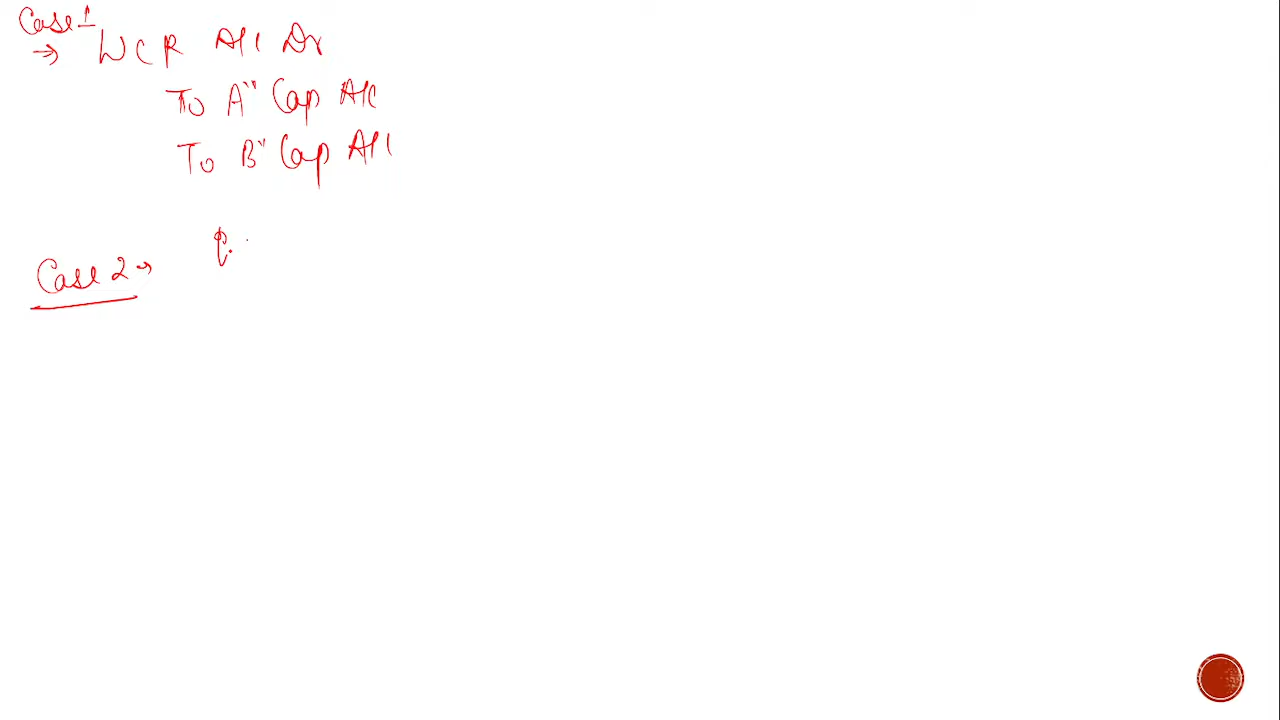 Case 1
→ WCR A/c Dr
To A" Cap A/c
To B" Cap A/c
Case 2 →